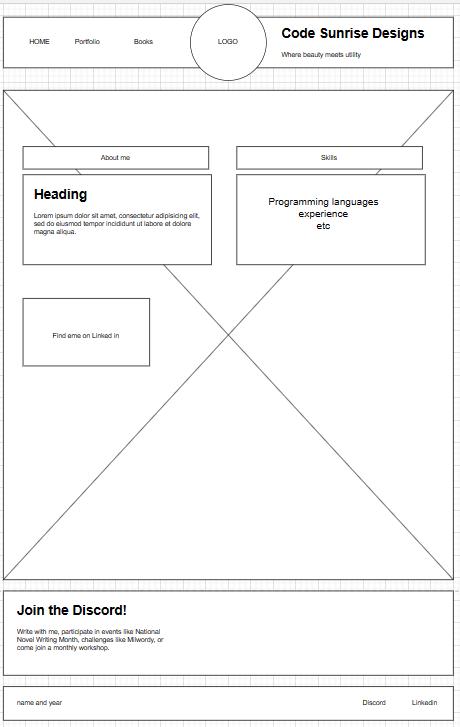 HOME Portfolio Books LOGO Code Sunrise Designs
Where beauty meets utility
About me
Skills
Heading
Lorem ipsum dolor sit amet, consectetur adipisicing elit,
sed do eiusmod tempor incididunt ut labore et dolore
magna aliqua.
Programming languages
experience
etc
Find eme on Linked in
Join the Discord!
Write with me, participate in events like National
Novel Writing Month, challenges like Milwordy, or
come join a monthly workshop.
name and year Discord Linkedin